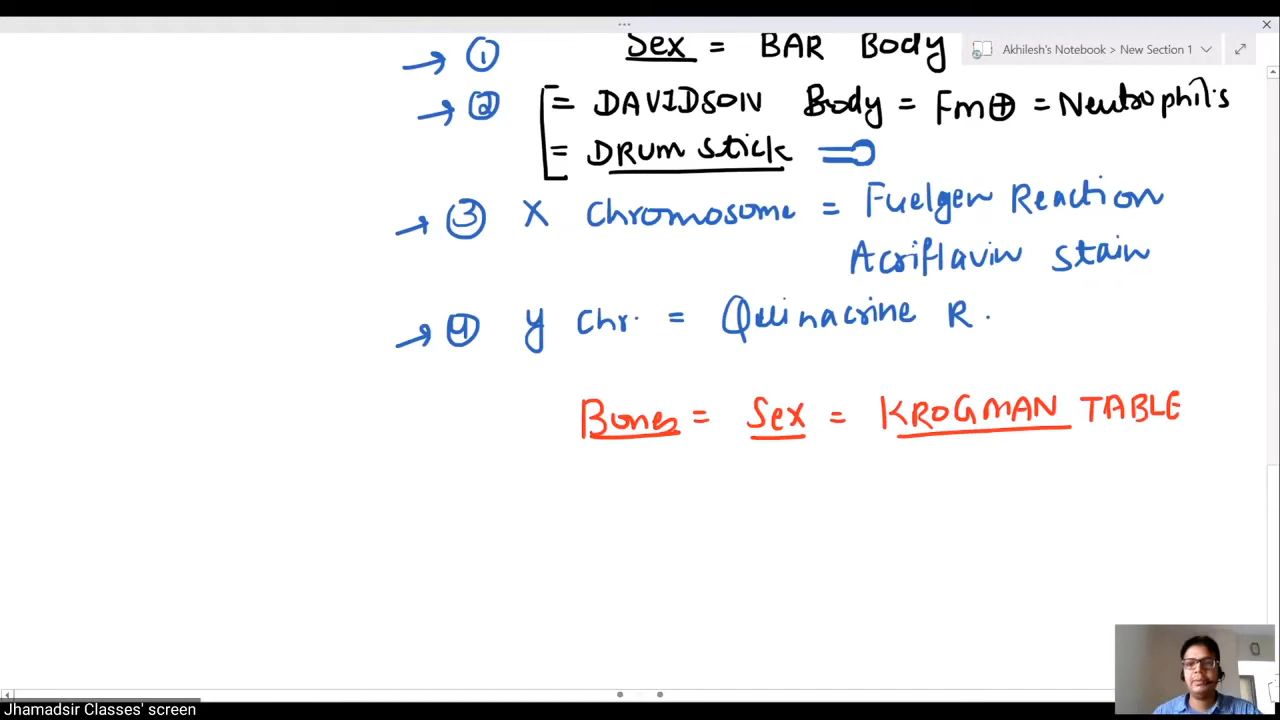 Akhilesh's Notebook > New Section 1
→ ① Sex = BAR Body
→ ② = DAVIDSON Body = Fm⊕ = Neutrophils
= DRUM stick
→ ③ X Chromosome = Fuelgen Reaction
Acriflavin stain
→ ④ y Chr. = Quinacrine R.
Bones = Sex = KROGMAN TABLE
Jhamadsir Classes' screen